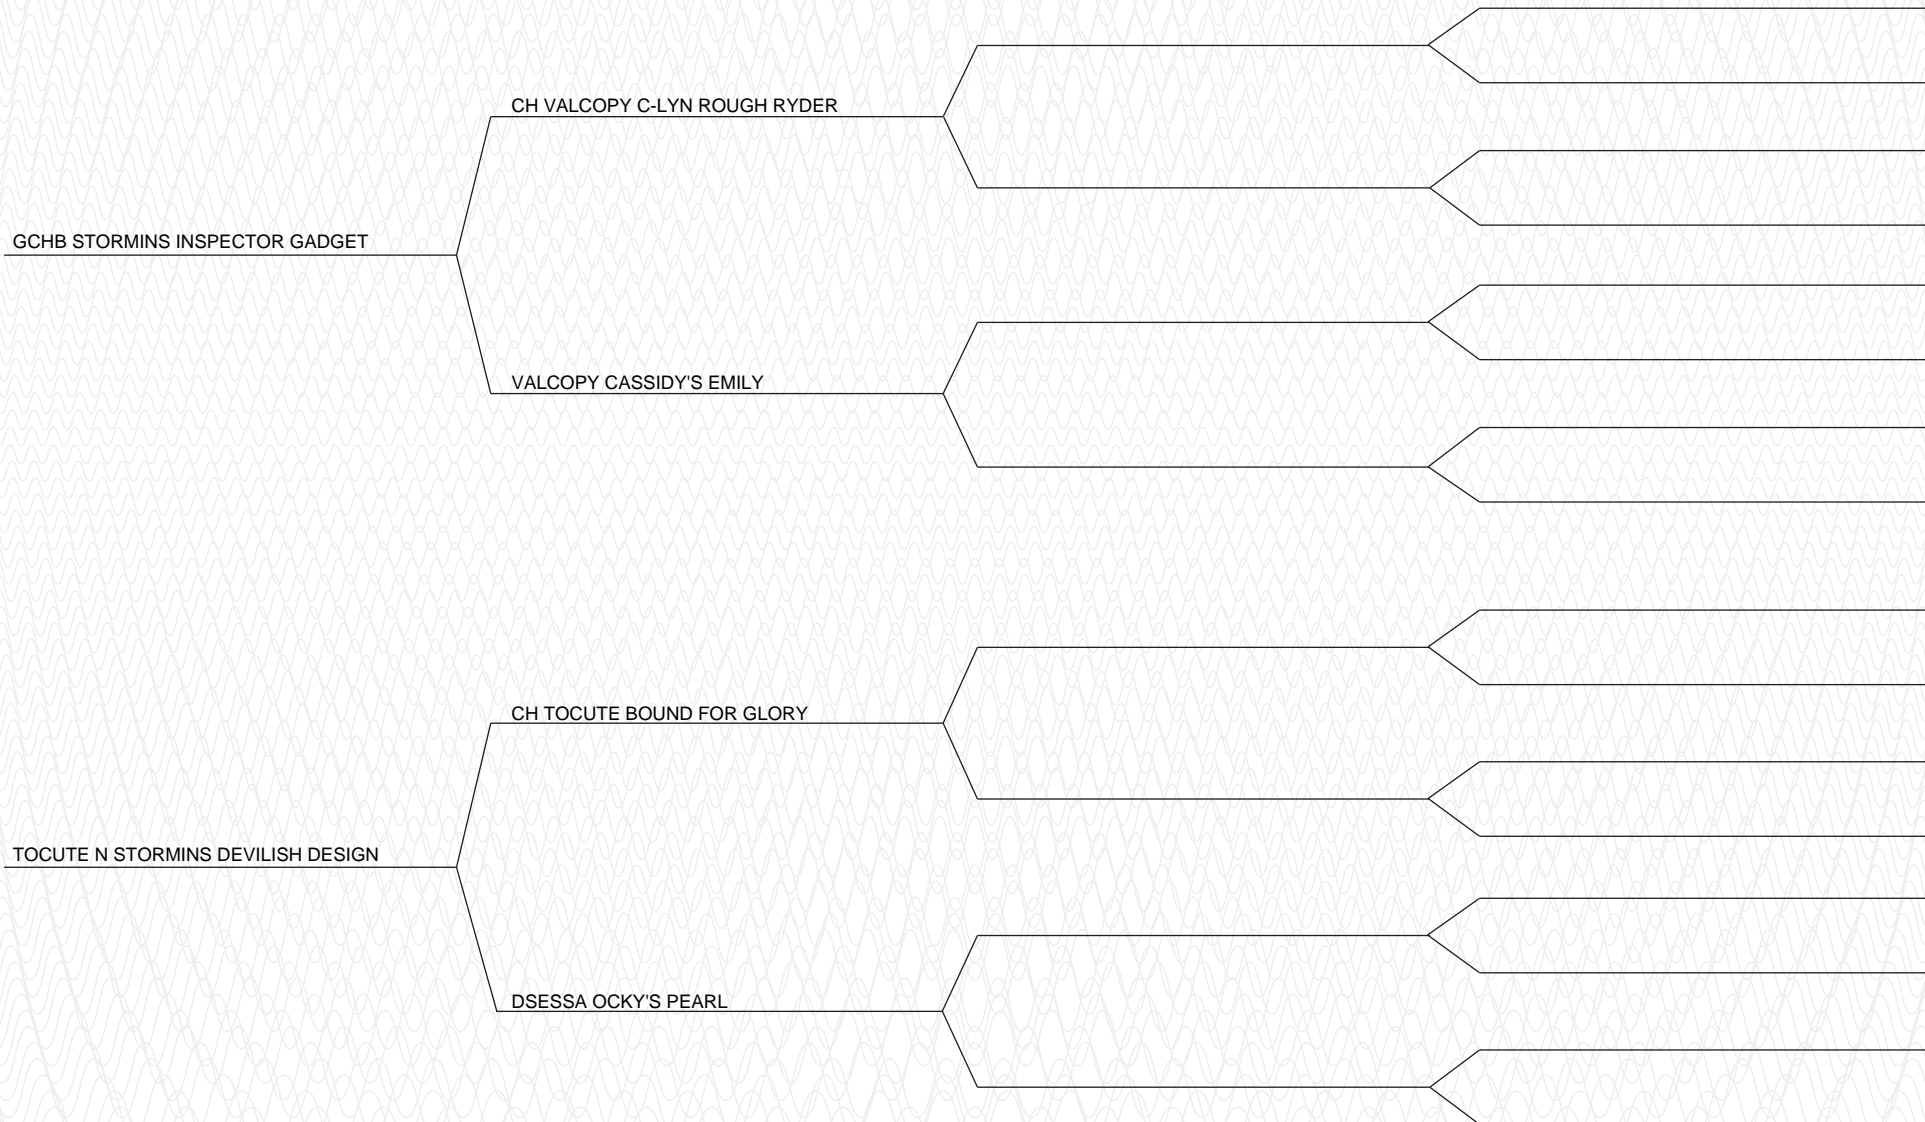 CH VALCOPY C-LYN ROUGH RYDER
GCHB STORMINS INSPECTOR GADGET
VALCOPY CASSIDY'S EMILY
CH TOCUTE BOUND FOR GLORY
TOCUTE N STORMINS DEVILISH DESIGN
DSESSA OCKY'S PEARL